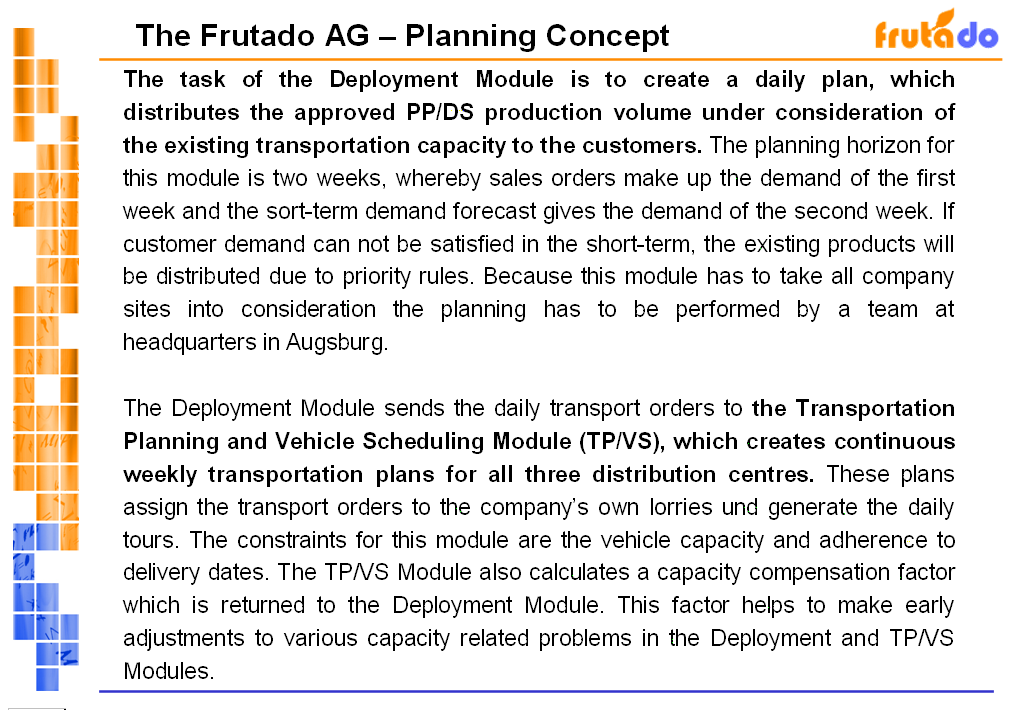 The Frutado AG – Planning Concept
frutado
The task of the Deployment Module is to create a daily plan, which
distributes the approved PP/DS production volume under consideration of
the existing transportation capacity to the customers. The planning horizon for
this module is two weeks, whereby sales orders make up the demand of the first
week and the sort-term demand forecast gives the demand of the second week. If
customer demand can not be satisfied in the short-term, the existing products will
be distributed due to priority rules. Because this module has to take all company
sites into consideration the planning has to be performed by a team at
headquarters in Augsburg.
The Deployment Module sends the daily transport orders to the Transportation
Planning and Vehicle Scheduling Module (TP/VS), which creates continuous
weekly transportation plans for all three distribution centres. These plans
assign the transport orders to the company's own lorries und generate the daily
tours. The constraints for this module are the vehicle capacity and adherence to
delivery dates. The TP/VS Module also calculates a capacity compensation factor
which is returned to the Deployment Module. This factor helps to make early
adjustments to various capacity related problems in the Deployment and TP/VS
Modules.